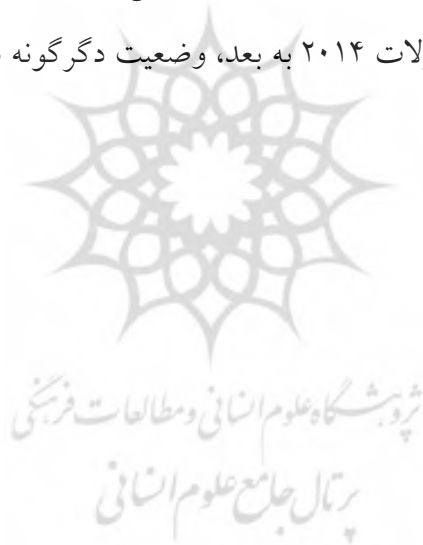 لات ۲۰۱۴ به بعد، وضعیت دگرگونه
پژوهشگاه علوم انسانی و مطالعات فرهنگی
پرتال جامع علوم انسانی